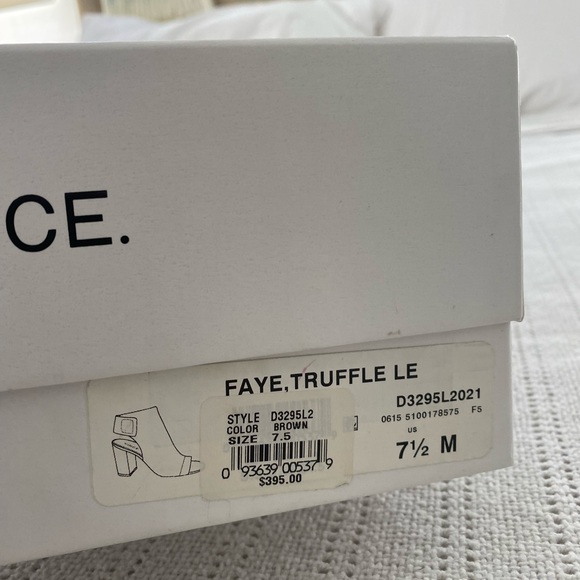 CE.
FAYE,TRUFFLE LE
STYLE D3295L2
COLOR BROWN
SIZE 7.5
0 93639 00537 9
$395.00
D3295L2021
0615 5100178575 F5
US
7½ M